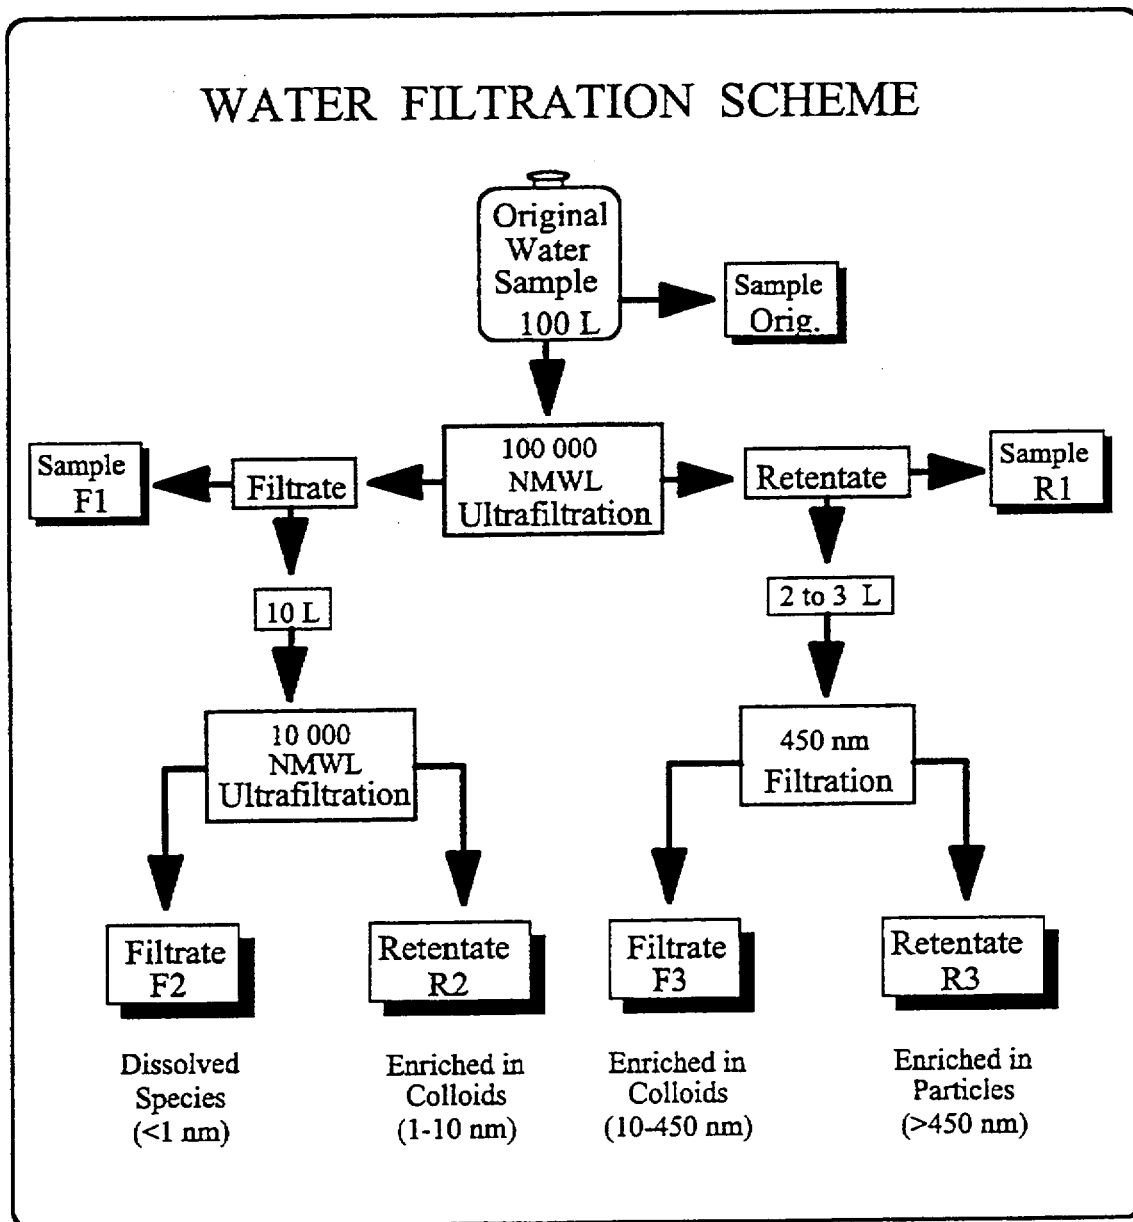 WATER FILTRATION SCHEME
Original
Water
Sample
100 L
Sample
Orig.
Sample
F1
Filtrate
100 000
NMWL
Ultrafiltration
Retentate
Sample
R1
10 L
2 to 3 L
10 000
NMWL
Ultrafiltration
450 nm
Filtration
Filtrate
F2
Retentate
R2
Filtrate
F3
Retentate
R3
Dissolved
Species
(<1 nm)
Enriched in
Colloids
(1-10 nm)
Enriched in
Colloids
(10-450 nm)
Enriched in
Particles
(>450 nm)